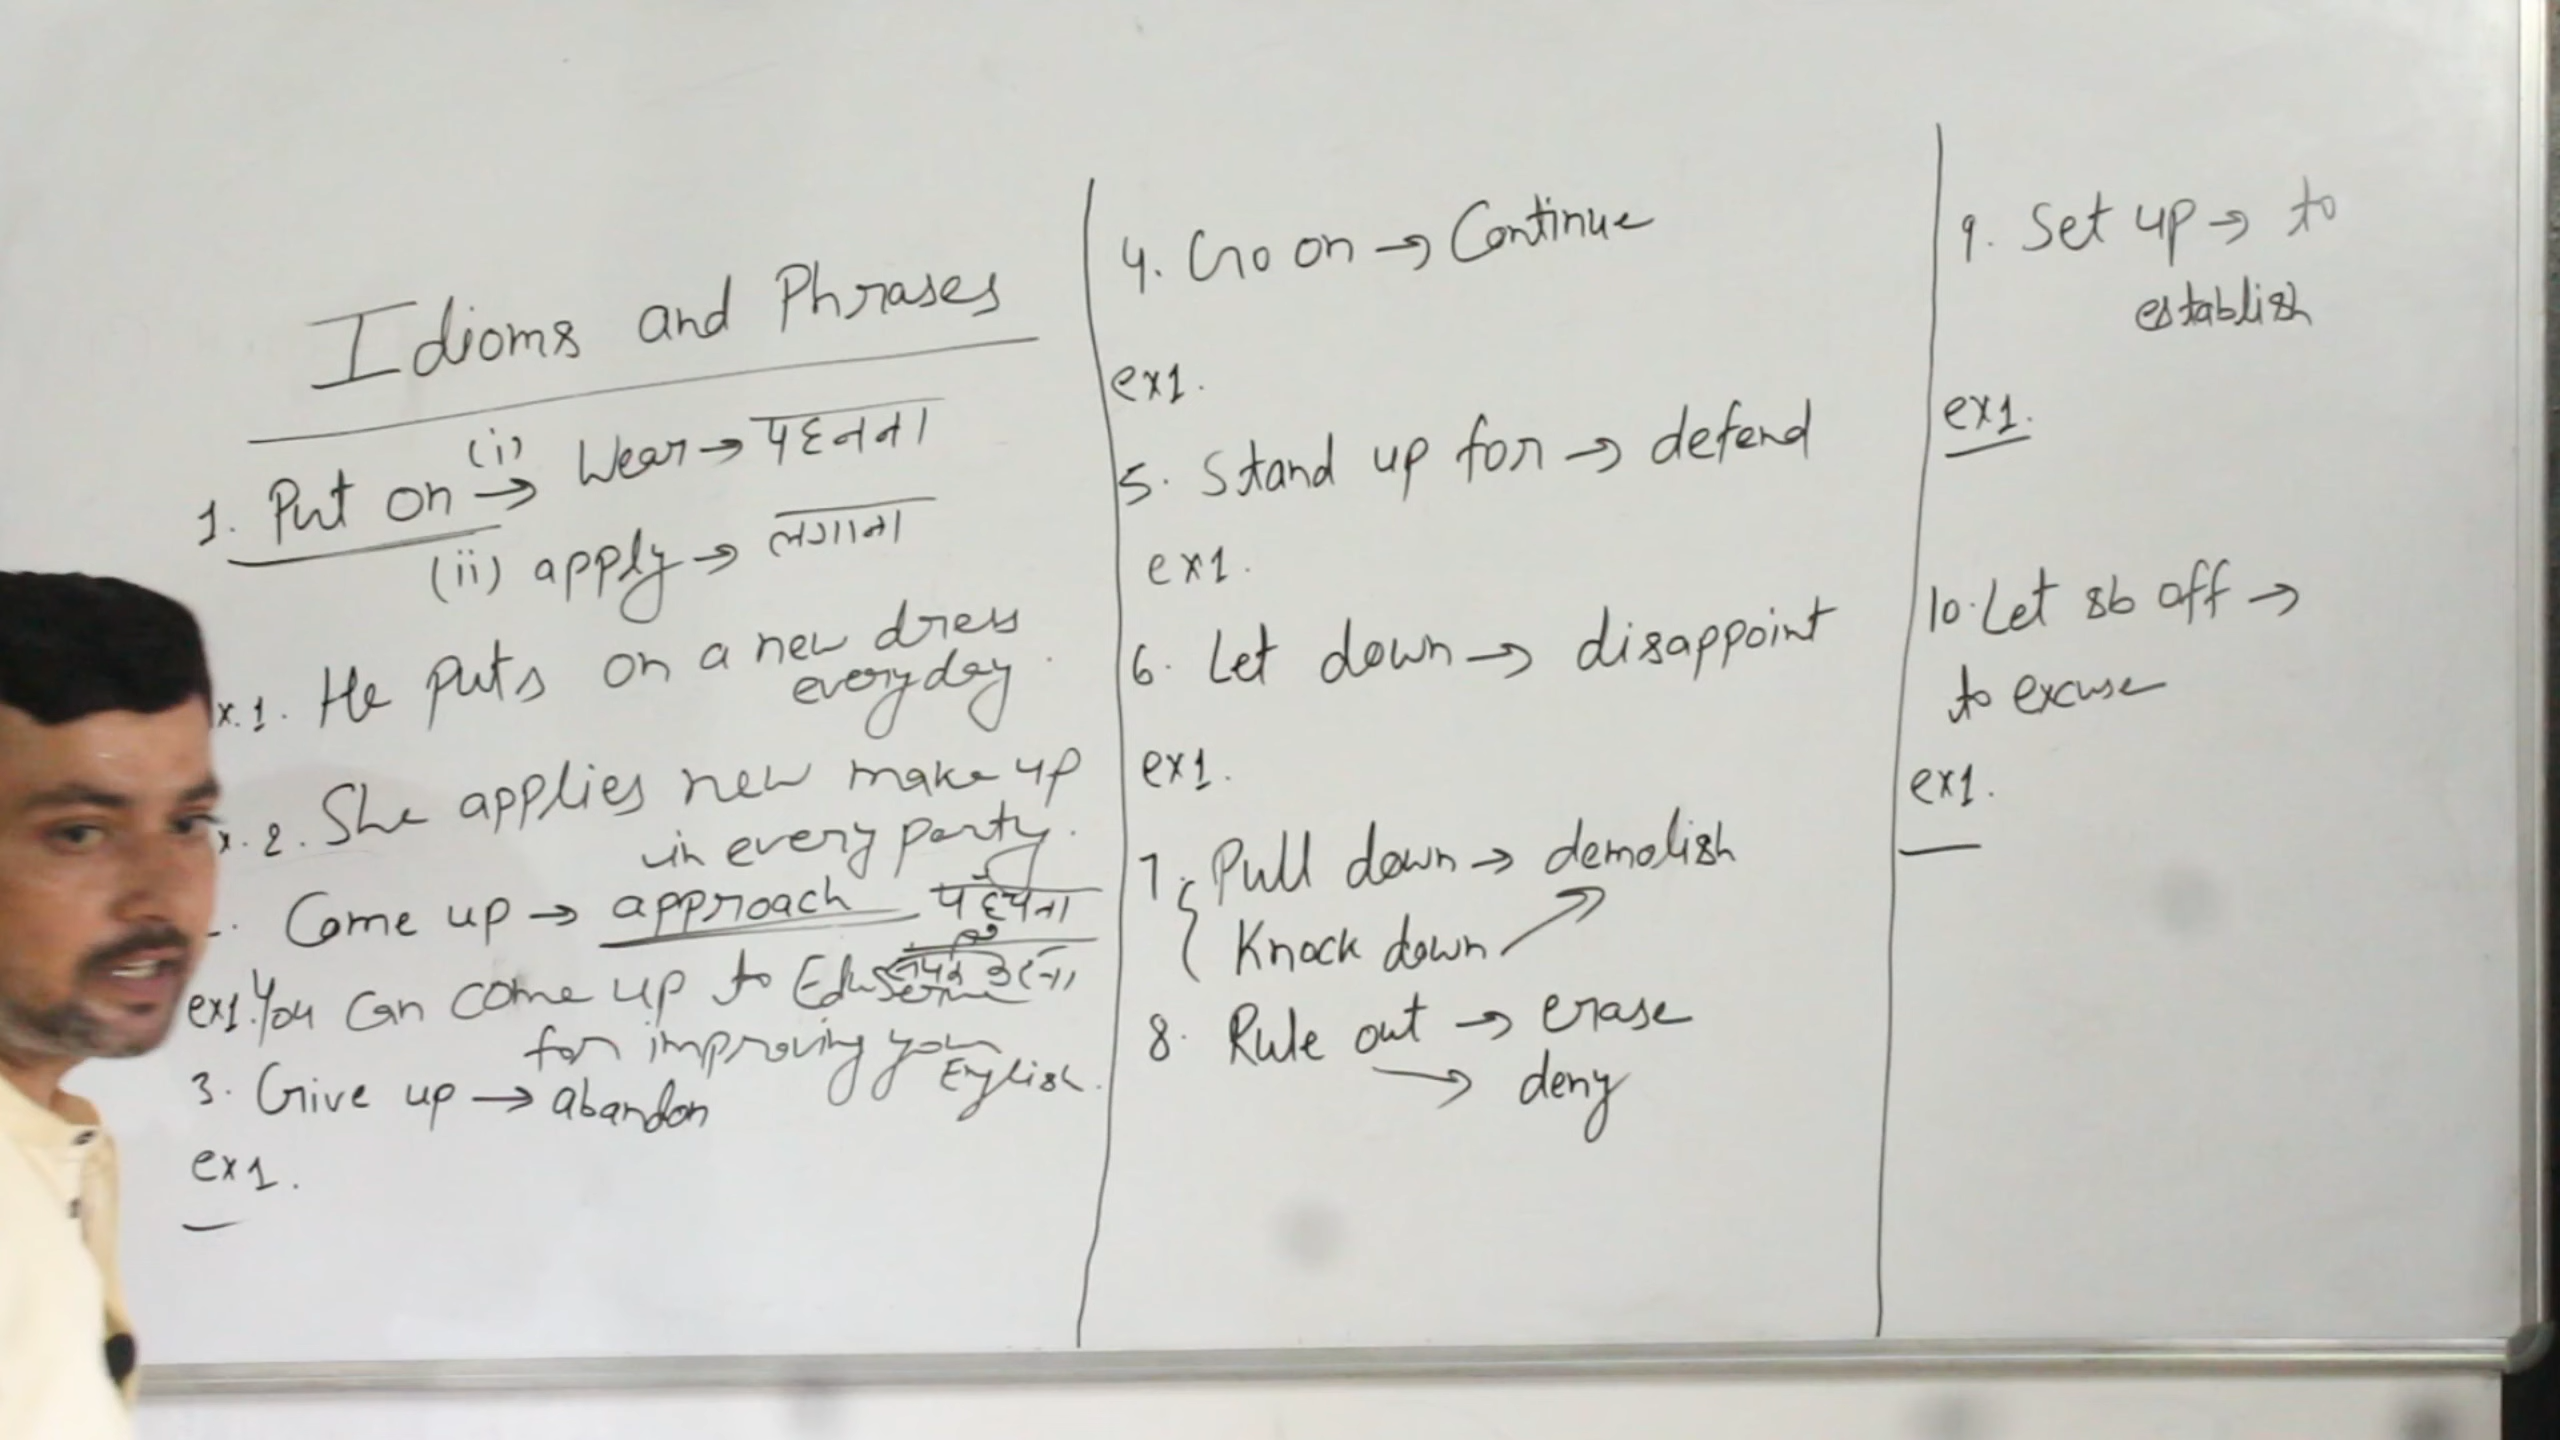 Idioms and Phrases
1. Put on → (i) Wear → पहनना
(ii) apply → लगाना
x.1. He puts on a new dress
everyday.
x.2. She applies new make up
in every party.
Come up → approach पहुँचना
ex1. You can come up to
for improving your
English.
3. Give up → abandon
ex1.
4. Go on → Continue
ex1.
5. Stand up for → defend
ex1.
6. Let down → disappoint
ex1.
7. Pull down → demolish
Knock down
8. Rule out → erase
→ deny
9. Set up → to
establish
ex1.
10. Let sb off →
to excuse
ex1.